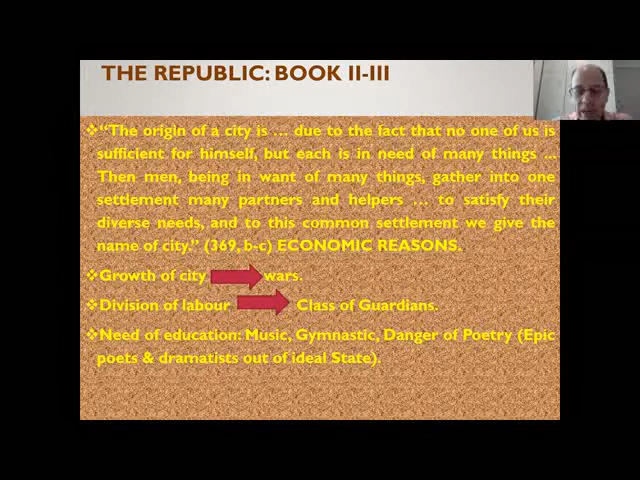 THE REPUBLIC: BOOK II-III
“The origin of a city is … due to the fact that no one of us is
sufficient for himself, but each is in need of many things ...
Then men, being in want of many things, gather into one
settlement many partners and helpers … to satisfy their
diverse needs, and to this common settlement we give the
name of city.” (369, b-c) ECONOMIC REASONS.
Growth of city wars.
Division of labour Class of Guardians.
Need of education: Music, Gymnastic, Danger of Poetry (Epic
poets & dramatists out of ideal State).